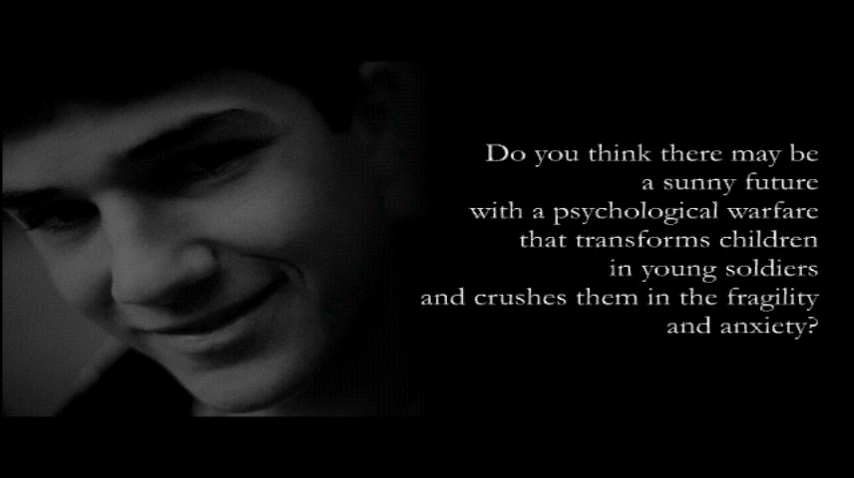 Do you think there may be
a sunny future
with a psychological warfare
that transforms children
in young soldiers
and crushes them in the fragility
and anxiety?